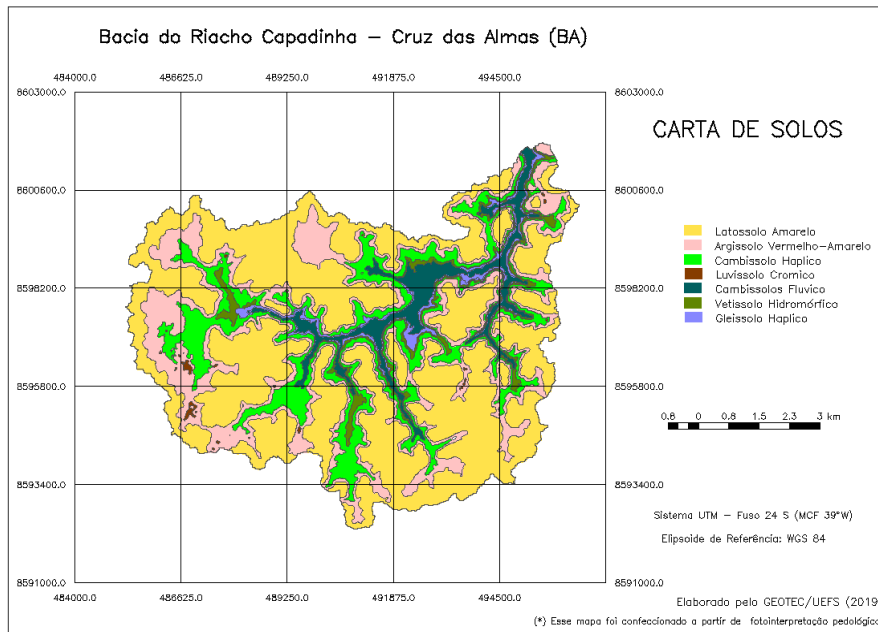 Bacia do Riacho Capadinha – Cruz das Almas (BA)
484000.0 486625.0 489250.0 491875.0 494500.0
8603000.0 8603000.0
CARTA DE SOLOS
8600600.0 8600600.0
Latossolo Amarelo
Argissolo Vermelho–Amarelo
Cambissolo Haplico
Luvissolo Cromico
Cambissolos Fluvico
Vetissolo Hidromórfico
Gleissolo Haplico
8598200.0 8598200.0
8595800.0 8595800.0
0.8 0 0.8 1.5 2.3 3 km
8593400.0 8593400.0
Sistema UTM – Fuso 24 S (MCF 39°W)
Elipsoide de Referência: WGS 84
8591000.0 8591000.0
484000.0 486625.0 489250.0 491875.0 494500.0
Elaborado pelo GEOTEC/UEFS (2019
(*) Esse mapa foi confeccionado a partir de fotointerpretação pedológic